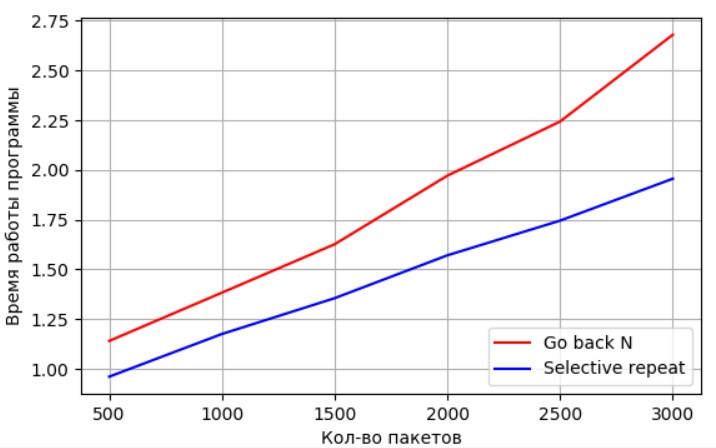 2.75
2.50
2.25
2.00
1.75
1.50
1.25
1.00
Время работы программы
Go back N
Selective repeat
500 1000 1500 2000 2500 3000
Кол-во пакетов